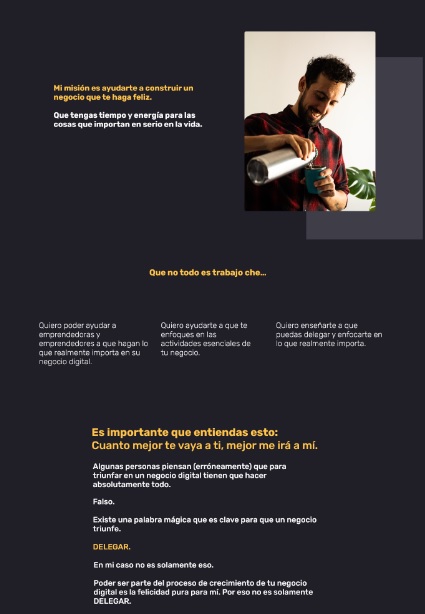 Mi misión es ayudarte a construir un
negocio que te haga feliz.
Que tengas tiempo y energía para las
cosas que importan en serio en la vida.
Que no todo es trabajo che...
Quiero poder ayudar a
emprendedoras y
emprendedores a que hagan lo
que realmente importa en su
negocio digital.
Quiero ayudarte a que te
enfoques en las
actividades esenciales de
tu negocio.
Quiero enseñarte a que
puedas delegar y enfocarte en
lo que realmente importa.
Es importante que entiendas esto:
Cuanto mejor te vaya a ti, mejor me irá a mí.
Algunas personas piensan (erróneamente) que para
triunfar en un negocio digital tienen que hacer
absolutamente todo.
Falso.
Existe una palabra mágica que es clave para que un negocio
triunfe.
DELEGAR.
En mi caso no es solamente eso.
Poder ser parte del proceso de crecimiento de tu negocio
digital es la felicidad pura para mí. Por eso no es solamente
DELEGAR.